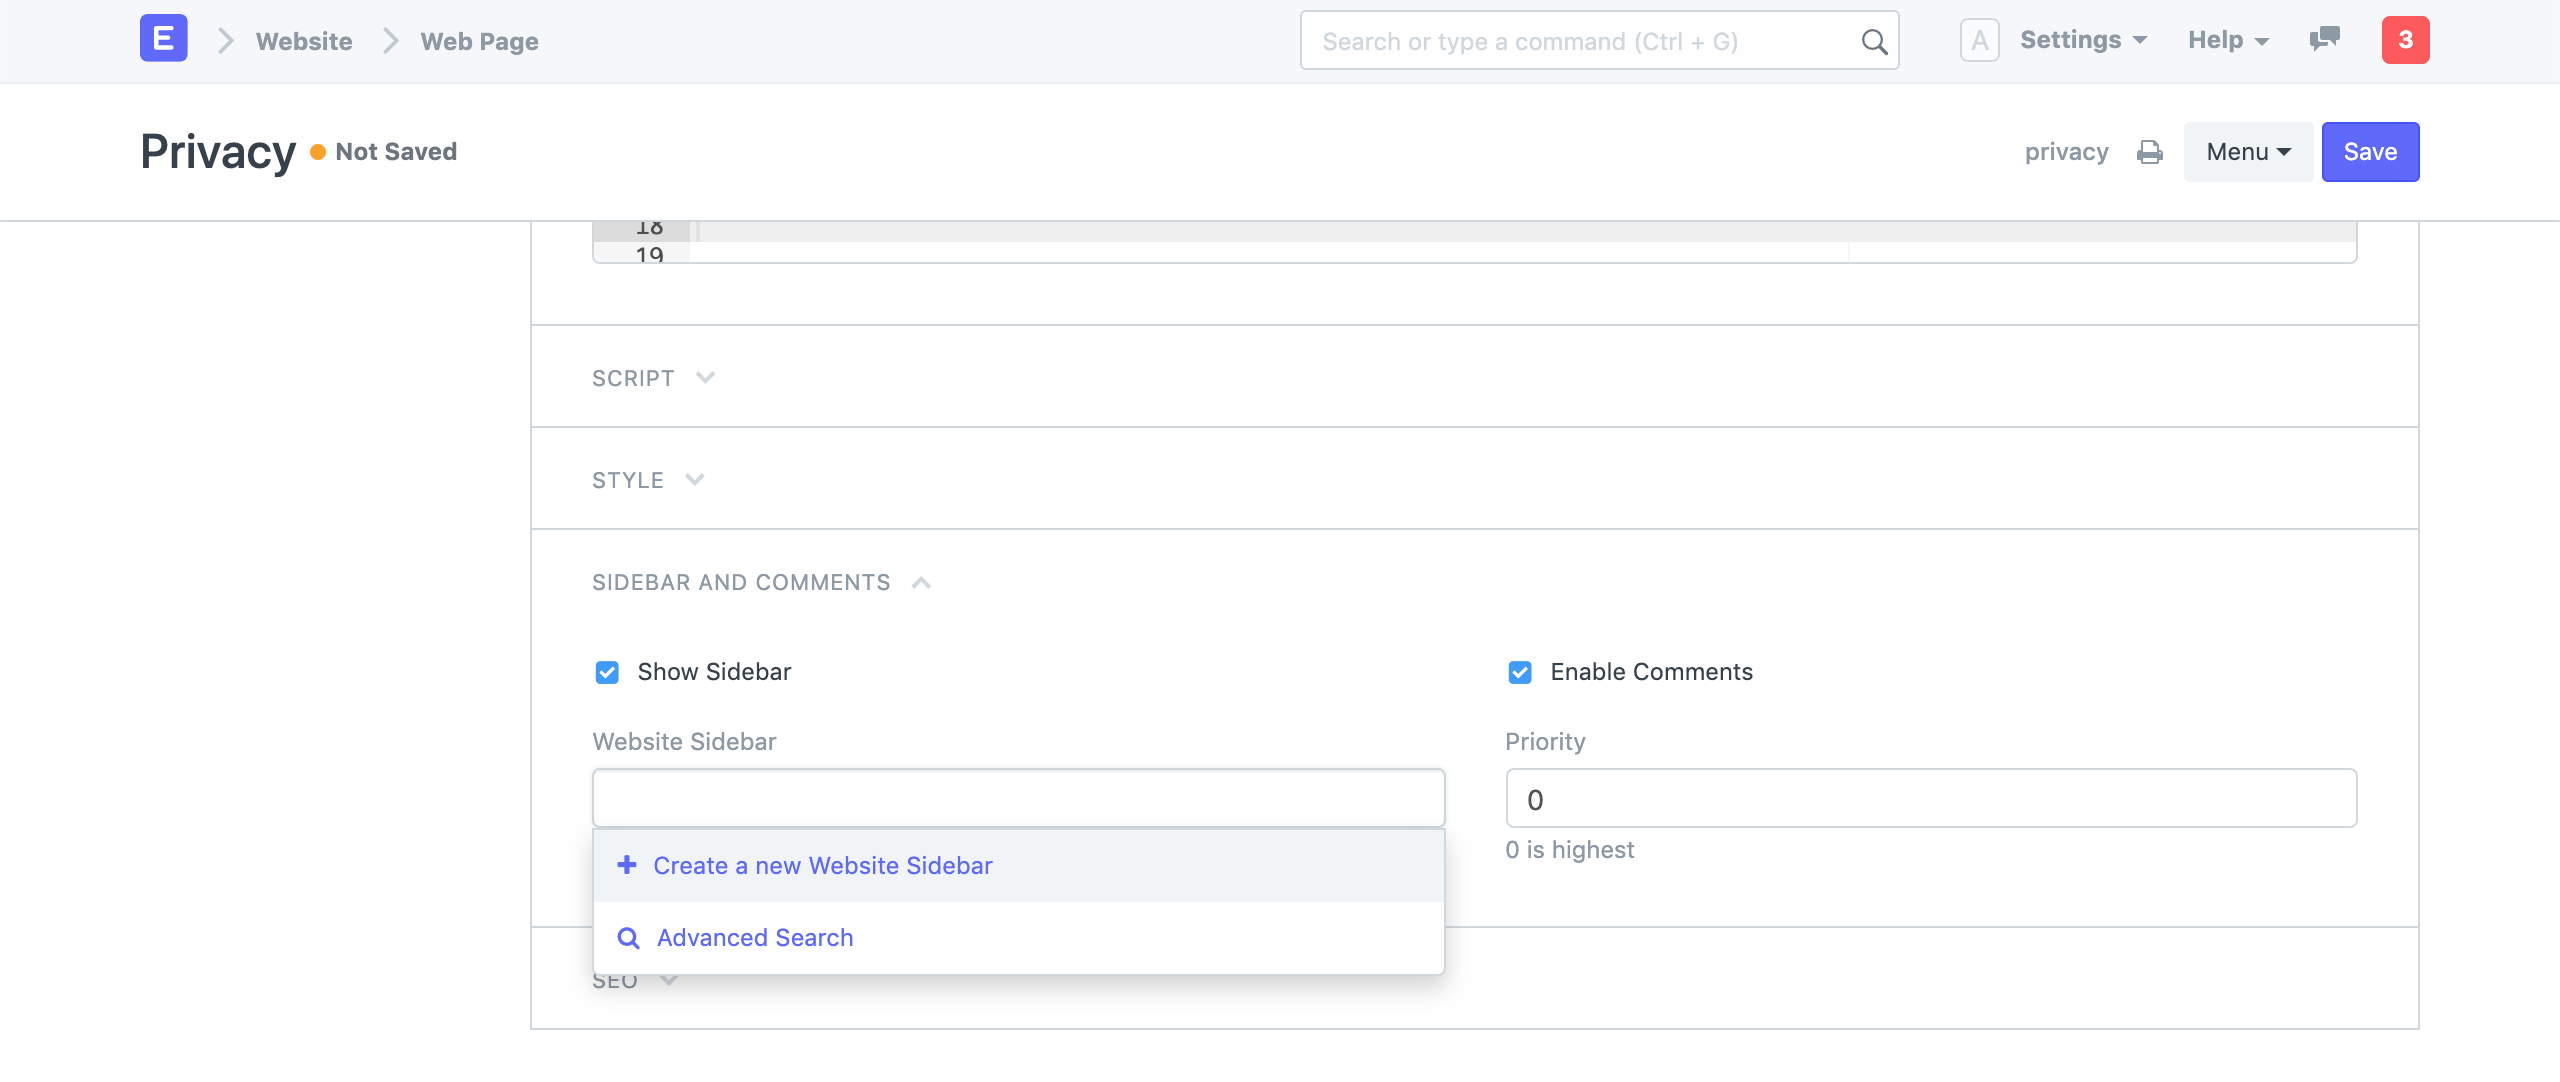 E Website Web Page Search or type a command (Ctrl + G) A Settings Help 3
Privacy Not Saved privacy Menu Save
18
19
SCRIPT
STYLE
SIDEBAR AND COMMENTS
Show Sidebar Enable Comments
Website Sidebar Priority
0
0 is highest
Create a new Website Sidebar
Advanced Search
SEO